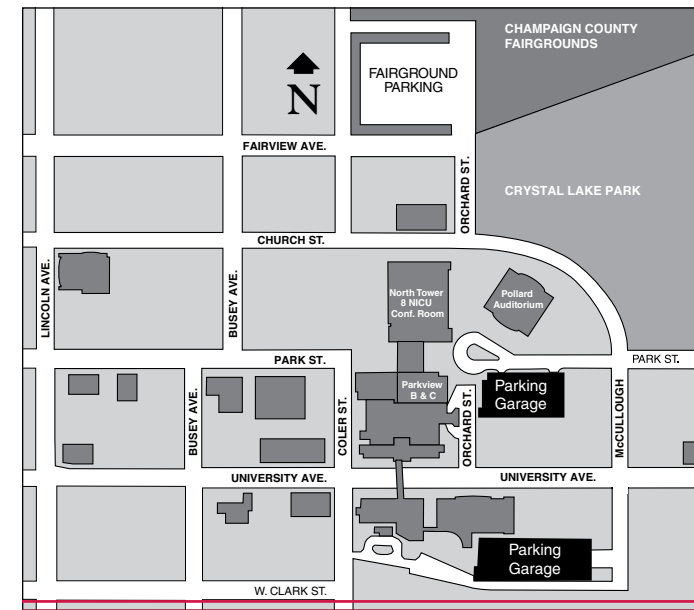 CHAMPAIGN COUNTY
FAIRGROUNDS
FAIRGROUND
PARKING
N
FAIRVIEW AVE.
ORCHARD ST.
CRYSTAL LAKE PARK
CHURCH ST.
LINCOLN AVE.
BUSEY AVE.
North Tower
8 NICU
Conf. Room
Pollard
Auditorium
PARK ST.
PARK ST.
BUSEY AVE.
COLER ST.
Parkview
B & C
ORCHARD ST.
Parking
Garage
McCULLOUGH
UNIVERSITY AVE.
UNIVERSITY AVE.
Parking
Garage
W. CLARK ST.